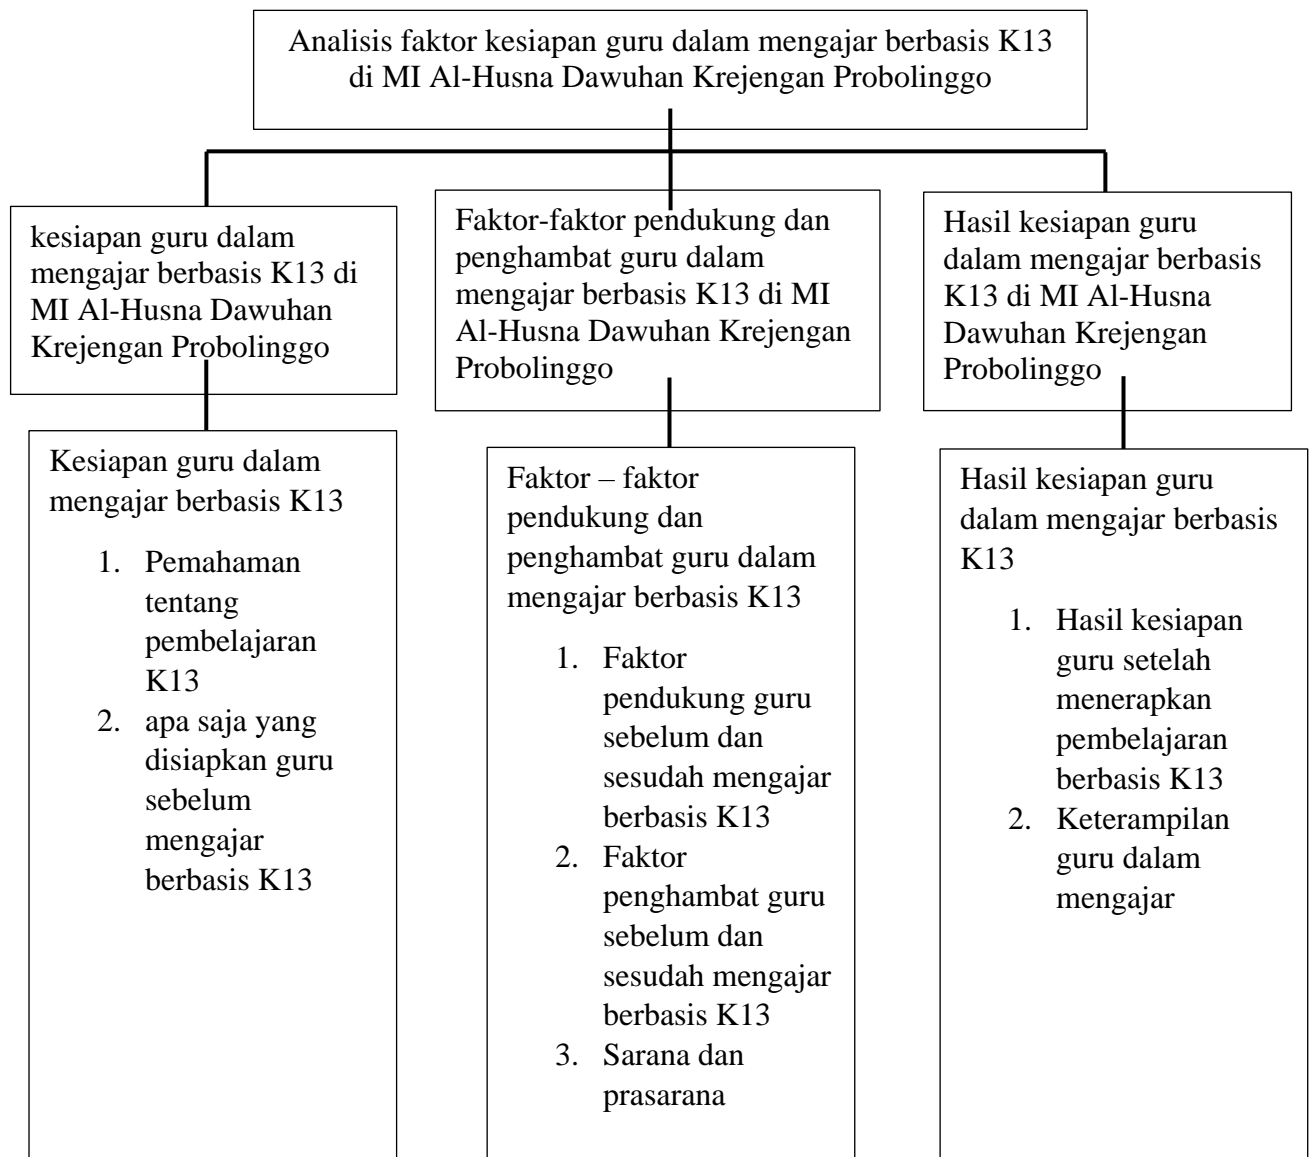 Analisis faktor kesiapan guru dalam mengajar berbasis K13
di MI Al-Husna Dawuhan Krejengan Probolinggo
kesiapan guru dalam
mengajar berbasis K13 di
MI Al-Husna Dawuhan
Krejengan Probolinggo
Faktor-faktor pendukung dan
penghambat guru dalam
mengajar berbasis K13 di MI
Al-Husna Dawuhan Krejengan
Probolinggo
Hasil kesiapan guru
dalam mengajar berbasis
K13 di MI Al-Husna
Dawuhan Krejengan
Probolinggo
Kesiapan guru dalam
mengajar berbasis K13
1. Pemahaman
tentang
pembelajaran
K13
2. apa saja yang
disiapkan guru
sebelum
mengajar
berbasis K13
Faktor – faktor
pendukung dan
penghambat guru dalam
mengajar berbasis K13
1. Faktor
pendukung guru
sebelum dan
sesudah mengajar
berbasis K13
2. Faktor
penghambat guru
sebelum dan
sesudah mengajar
berbasis K13
3. Sarana dan
prasarana
Hasil kesiapan guru
dalam mengajar berbasis
K13
1. Hasil kesiapan
guru setelah
menerapkan
pembelajaran
berbasis K13
2. Keterampilan
guru dalam
mengajar